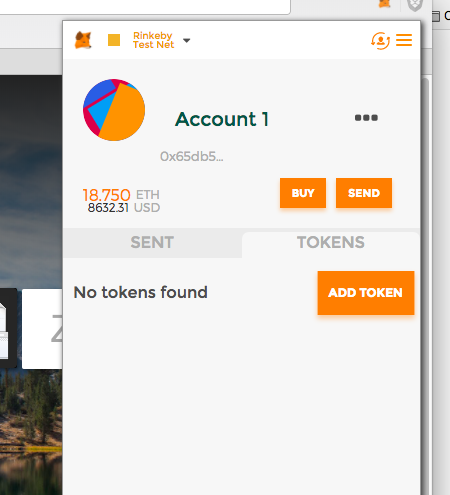 Rinkeby
Test Net
Account 1
0x65db5...
18.750 ETH
8632.31 USD
BUY
SEND
SENT
TOKENS
No tokens found
ADD TOKEN